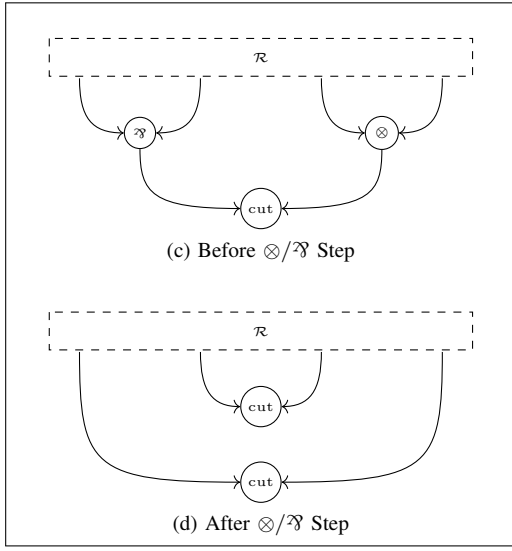 ℛ
⅋ ⊗
cut
(c) Before ⊗/⅋ Step
ℛ
cut
cut
(d) After ⊗/⅋ Step